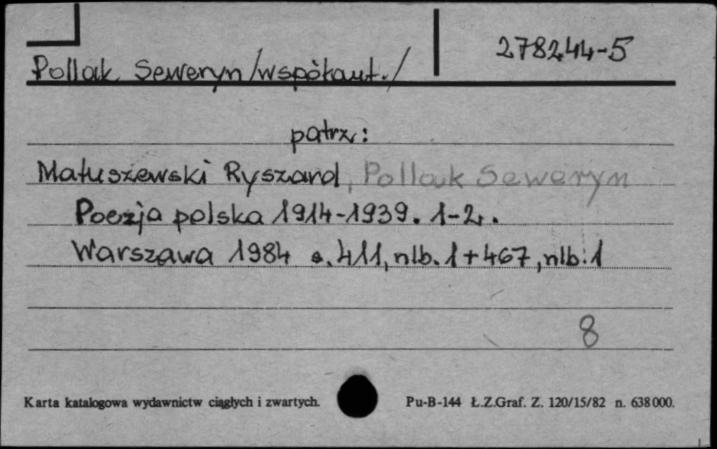 278244-5
Pollak Seweryn /współaut./
patrz:
Matuszewski Ryszard, Pollak Seweryn
Poezja polska 1914-1939. 1-2.
Warszawa 1984 s. 411, nlb. 1 + 467, nlb. 1
8
Karta katalogowa wydawnictw ciągłych i zwartych. Pu-B-144 Ł.Z.Graf. Z. 120/15/82 n. 638000.